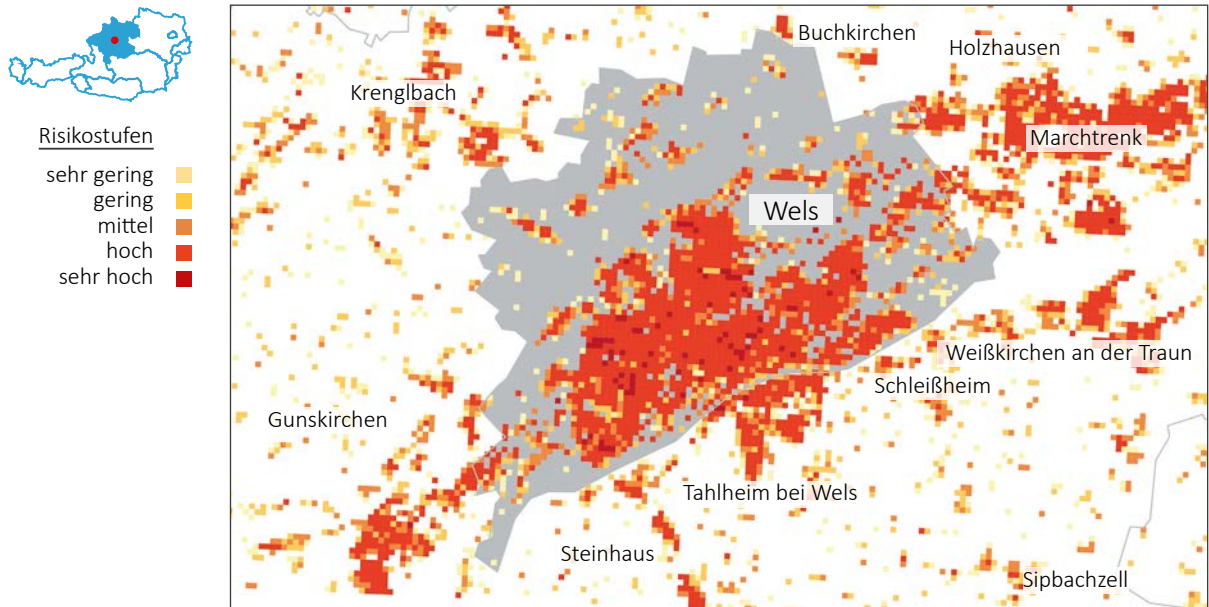 Risikostufen
sehr gering
gering
mittel
hoch
sehr hoch
Buchkirchen
Holzhausen
Krenglbach
Marchtrenk
Wels
Weißkirchen an der Traun
Schleißheim
Gunskirchen
Tahlheim bei Wels
Steinhaus
Sipbachzell